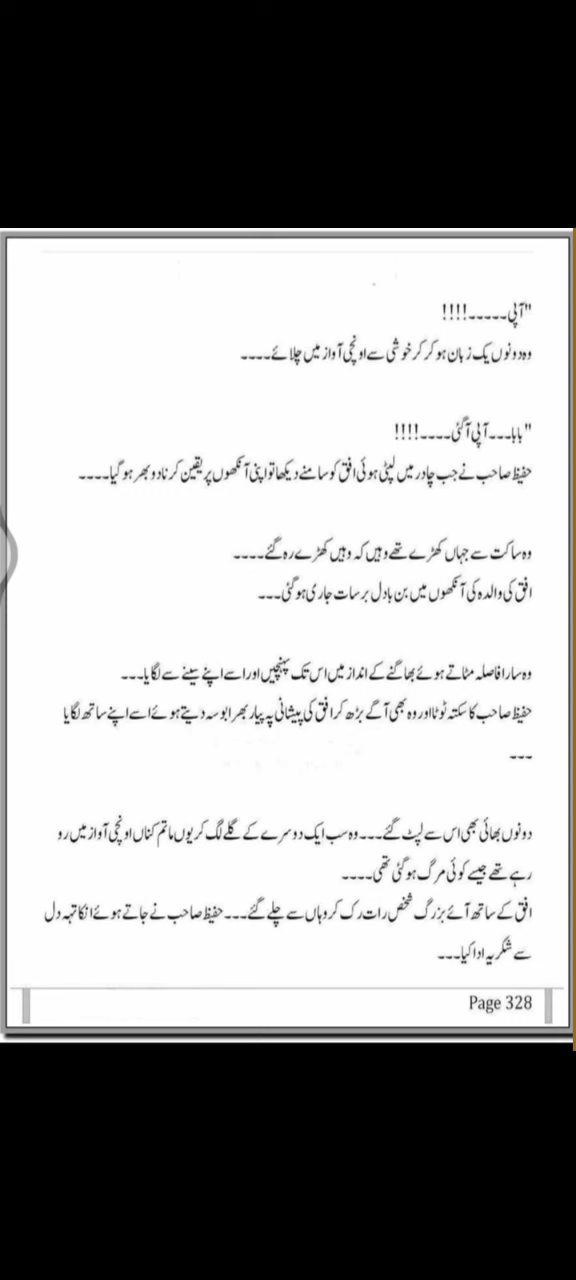 "آپی۔۔۔۔۔!!!!
وہ دونوں یک زبان ہو کر کر خوشی سے اونچی آواز میں چلائے۔۔۔۔
"بابا۔۔۔آپی آ گئی۔۔۔۔!!!!
حفیظ صاحب نے جب چادر میں لپٹی ہوئی افق کو سامنے دیکھا تو اپنی آنکھوں پر یقین کرنا دوبھر ہو گیا۔۔۔۔
وہ ساکت سے جہاں کھڑے تھے وہیں کہ وہیں کھڑے رہ گئے۔۔۔۔
افق کی والدہ کی آنکھوں میں بن بادل برسات جاری ہو گئی۔۔۔
وہ سارا فاصلہ مٹاتے ہوئے بھاگنے کے انداز میں اس تک پہنچیں اور اسے اپنے سینے سے لگایا۔۔۔
حفیظ صاحب کا سکتہ ٹوٹا اور وہ بھی آگے بڑھ کر افق کی پیشانی پہ پیار بھرا بوسہ دیتے ہوئے اسے اپنے ساتھ لگایا
۔۔۔
دونوں بھائی بھی اس سے لپٹ گئے۔۔۔وہ سب ایک دوسرے کے گلے لگ کر یوں ماتم کناں اونچی آواز میں رو
رہے تھے جیسے کوئی مرگ ہو گئی تھی۔۔۔۔
افق کے ساتھ آئے بزرگ شخص رات رک کر وہاں سے چلے گئے۔۔۔حفیظ صاحب نے جاتے ہوئے انکا تہہ دل
سے شکریہ ادا کیا۔۔۔
Page 328